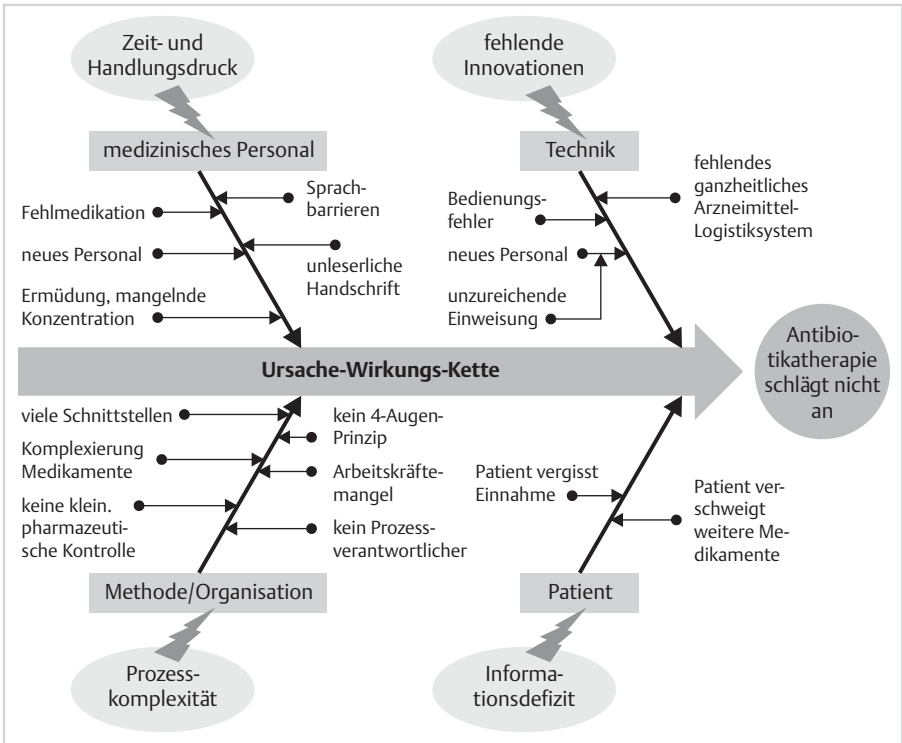 Zeit- und
Handlungsdruck
fehlende
Innovationen
medizinisches Personal
Technik
Sprach-
barrieren
Fehlmedikation
neues Personal
unleserliche
Handschrift
Ermüdung, mangelnde
Konzentration
fehlendes
ganzheitliches
Arzneimittel-
Logistiksystem
Bedienungs-
fehler
neues Personal
unzureichende
Einweisung
Ursache-Wirkungs-Kette
Antibio-
tikatherapie
schlägt nicht
an
viele Schnittstellen
kein 4-Augen-
Prinzip
Komplexierung
Medikamente
Arbeitskräfte-
mangel
keine klein.
pharmazeuti-
sche Kontrolle
kein Prozess-
verantwortlicher
Patient vergisst
Einnahme
Patient ver-
schweigt
weitere Me-
dikamente
Methode/Organisation
Patient
Prozess-
komplexität
Informa-
tionsdefizit